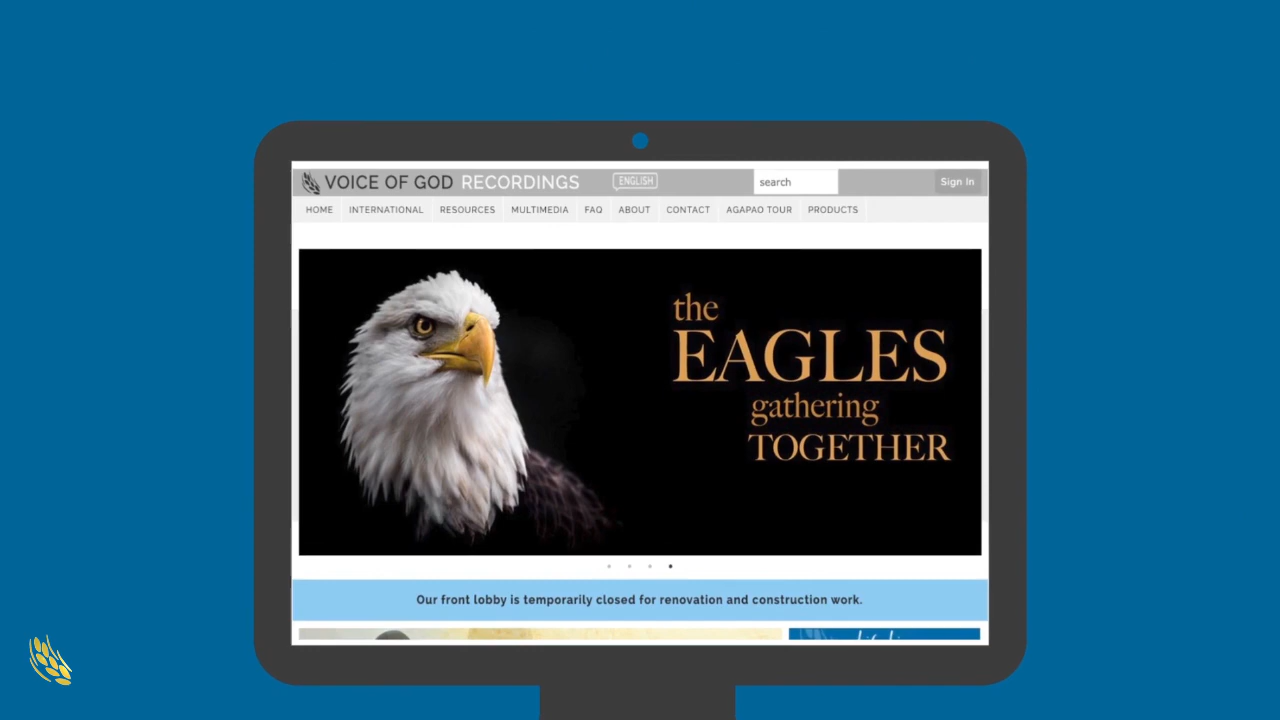 VOICE OF GOD RECORDINGS ENGLISH search Sign In
HOME INTERNATIONAL RESOURCES MULTIMEDIA FAQ ABOUT CONTACT AGAPAO TOUR PRODUCTS
the
EAGLES
gathering
TOGETHER
Our front lobby is temporarily closed for renovation and construction work.